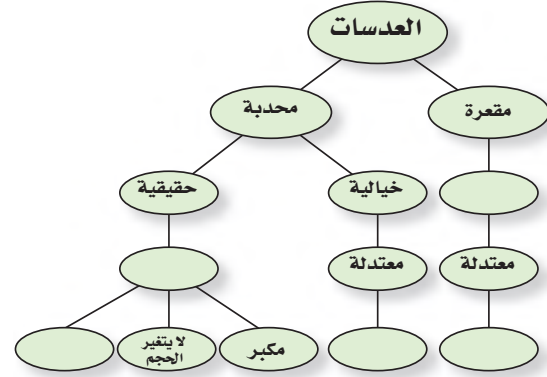 العدسات
مقعرة
محدبة
خيالية
حقيقية
معتدلة
معتدلة
مكبر
لا يتغير
الحجم